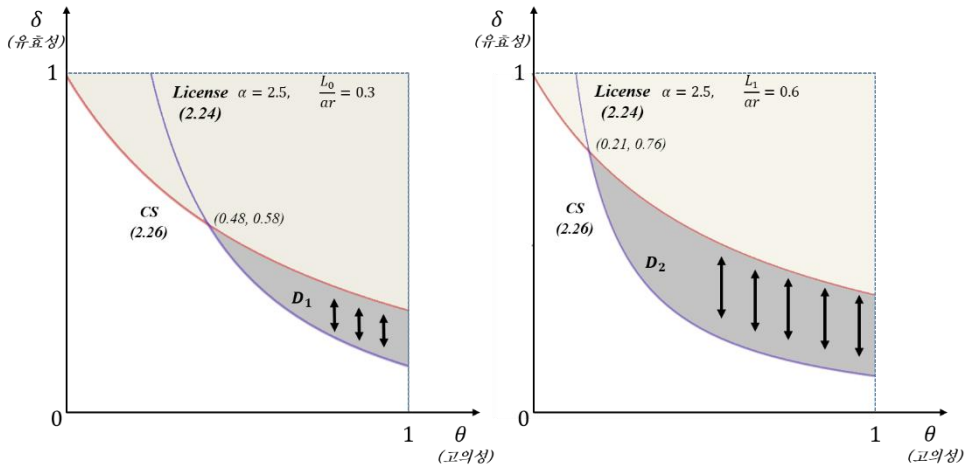 δ
(유효성)
1
License α = 2.5, L₀/ar = 0.3
(2.24)
(0.48, 0.58)
CS
(2.26)
D₁
0
1
θ
(고의성)
δ
(유효성)
1
License α = 2.5, L₁/ar = 0.6
(2.24)
(0.21, 0.76)
CS
(2.26)
D₂
0
1
θ
(고의성)